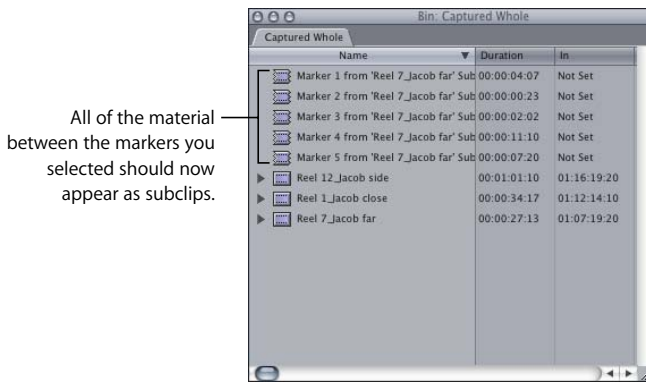 Bin: Captured Whole
Captured Whole
Name Duration In
Marker 1 from 'Reel 7_Jacob far' Sub 00:00:04:07 Not Set
Marker 2 from 'Reel 7_Jacob far' Sub 00:00:00:23 Not Set
Marker 3 from 'Reel 7_Jacob far' Sub 00:00:02:02 Not Set
Marker 4 from 'Reel 7_Jacob far' Sub 00:00:11:10 Not Set
Marker 5 from 'Reel 7_Jacob far' Sub 00:00:07:20 Not Set
Reel 12_Jacob side 00:01:01:10 01:16:19:20
Reel 1_Jacob close 00:00:34:17 01:12:14:10
Reel 7_Jacob far 00:00:27:13 01:07:19:20
All of the material
between the markers you
selected should now
appear as subclips.